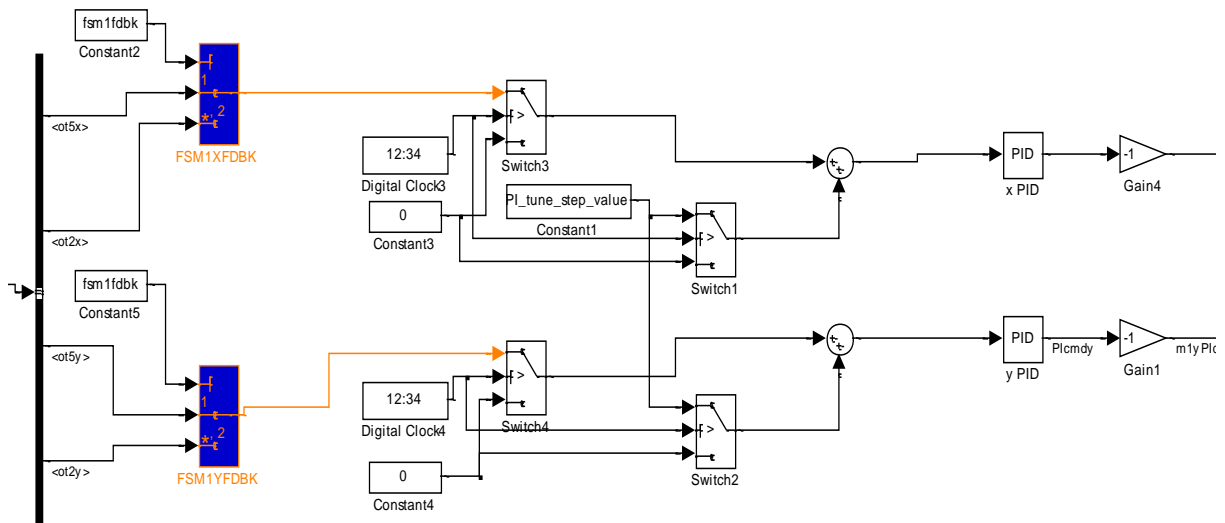 fsm1fdbk
Constant2
1
*, 2
FSM1XFDBK
<ot5x>
<ot2x>
12:34
Digital Clock3
0
Constant3
>
Switch3
PI_tune_step_value
Constant1
>
Switch1
+
+
PID
x PID
-1
Gain4
fsm1fdbk
Constant5
1
*, 2
FSM1YFDBK
<ot5y>
<ot2y>
12:34
Digital Clock4
0
Constant4
>
Switch4
>
Switch2
+
+
PID
y PID
PIcmdy
-1
Gain1